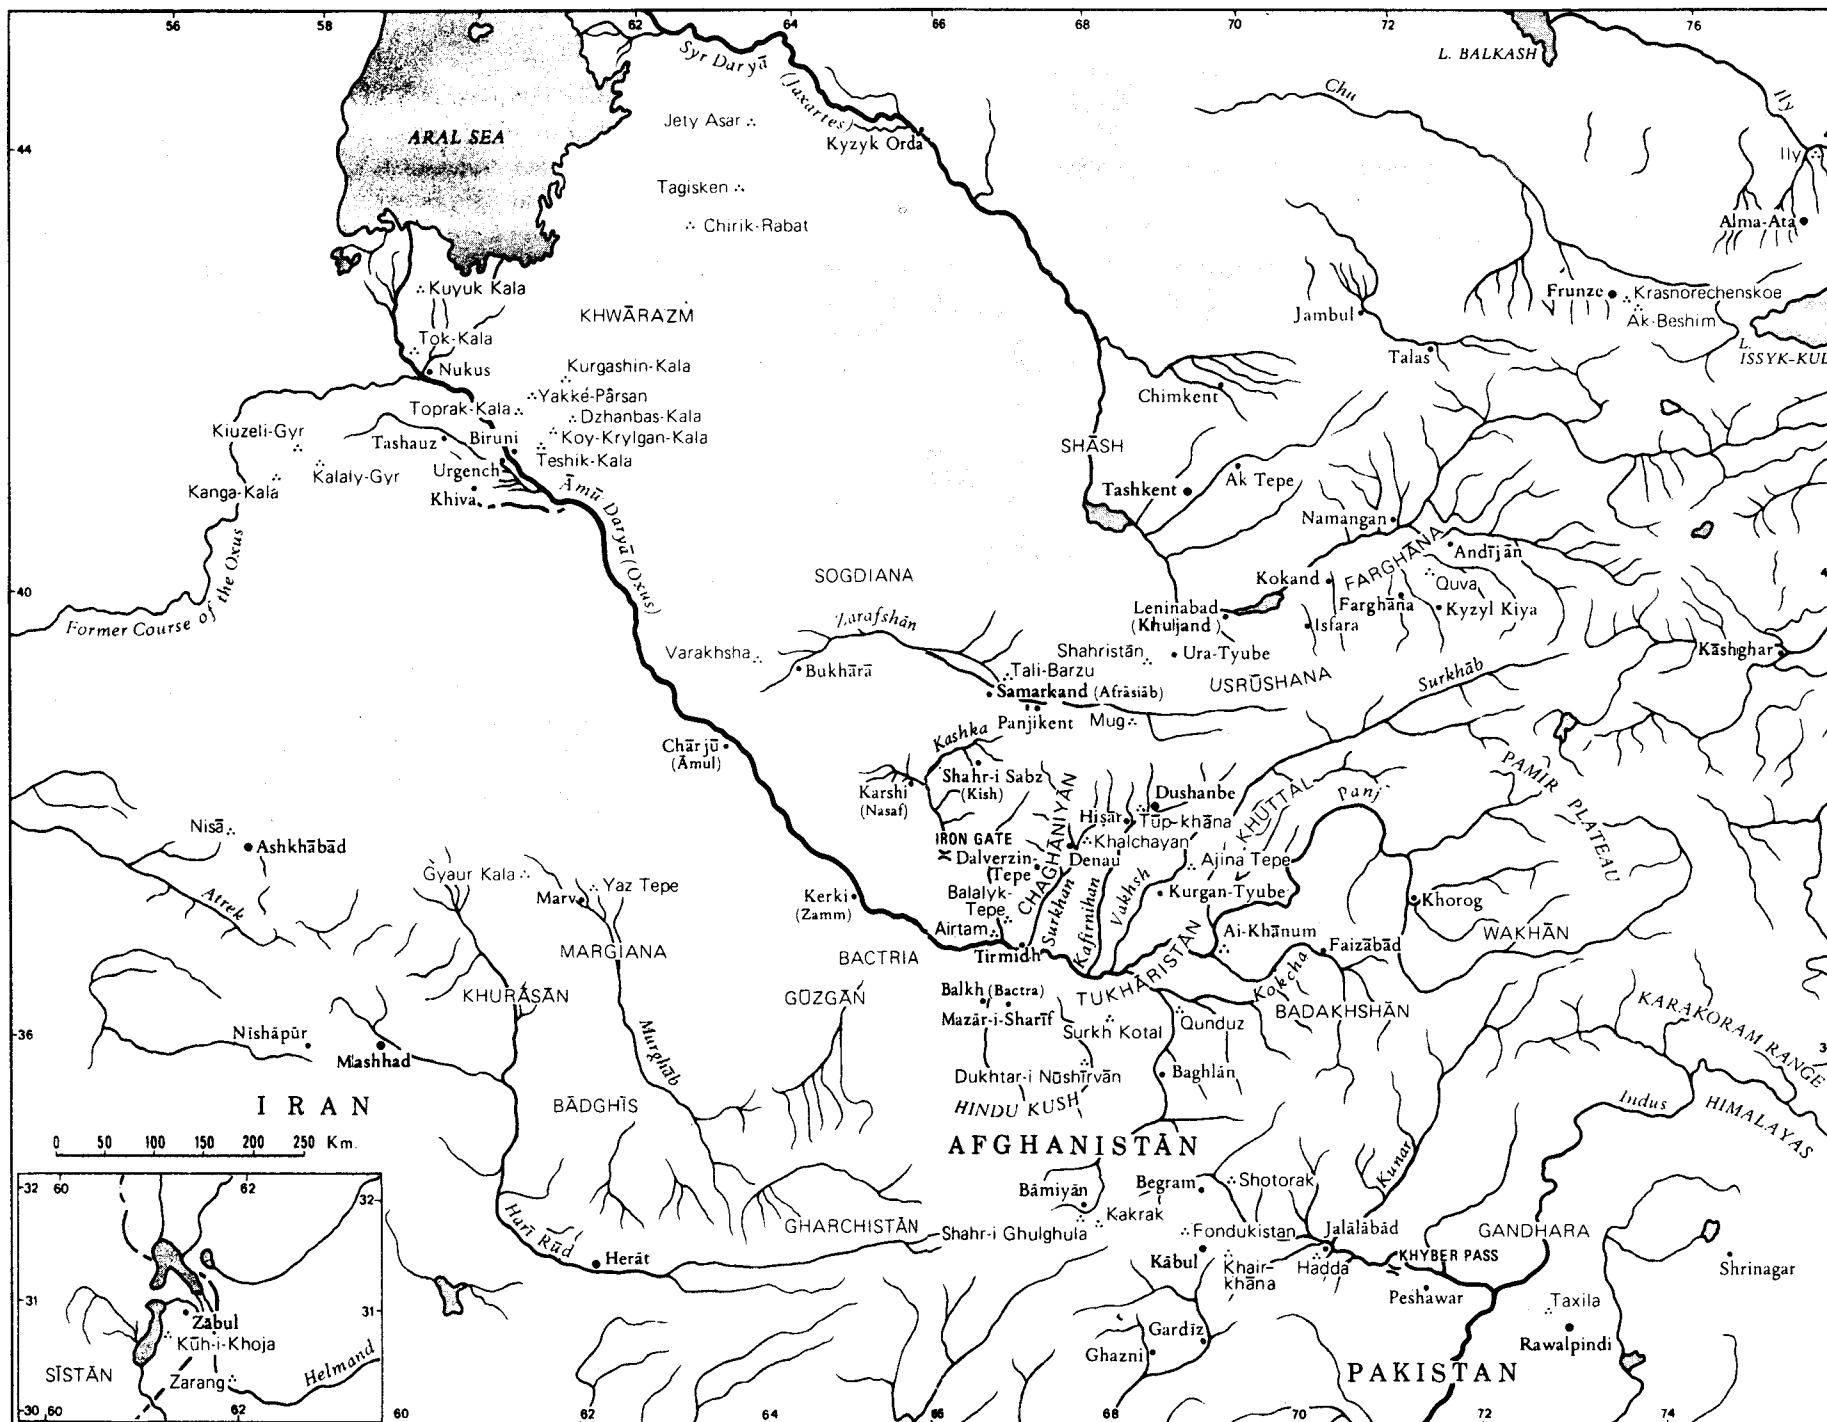 56 58 62 64 66 68 70 72 76
L. BALKASH
Syr Daryā
(Jaxartes)
Chu
Ily
ARAL SEA
Jety Asar
Kyzyk Orda
44
Ily
Tagisken
Chirik-Rabat
Alma-Ata
Kuyuk Kala
KHWĀRAZM
Frunze
Krasnorechenskoe
Jambul
Ak-Beshim
Tok-Kala
L.
ISSYK-KUL
Talas
Nukus
Kurgashin-Kala
Yakké-Pârsan
Chimkent
Toprak-Kala
Dzhanbas-Kala
Kiuzeli-Gyr
Tashauz
Biruni
Koy-Krylgan-Kala
SHĀSH
Urgench
Teshik-Kala
Kalaly-Gyr
Kanga-Kala
Khiva
Ak Tepe
Tashkent
Namangan
Āmū Daryā (Oxus)
Former Course of the Oxus
FARGHĀNA
Andījān
SOGDIANA
Kokand
Quva
40
4
Leninabad
(Khuljand)
Farghāna
Kyzyl Kiya
Isfara
Zarafshān
Varakhsha
Bukhārā
Shahristān
Ura-Tyube
Kāshghar
Tali-Barzu
Samarkand (Afrāsiāb)
USRŪSHANA
Surkhāb
Panjikent
Mug
Kashka
Chārjū
(Āmul)
Shahr-i Sabz
(Kish)
Karshi
(Nasaf)
PAMIR PLATEAU
Dushanbe
Panj
KHUTTAL
Hiṣār
Tūp-khāna
CHAGHĀNIYĀN
Nisā
Ashkhābād
IRON GATE
Khalchayan
Dalverzin-
Tepe
Denau
Ajina Tepe
Gyaur Kala
Yaz Tepe
Marv
Atrek
Kerki
(Zamm)
Balalyk-
Tepe
Surkhan
Kafirnihan
Vakhsh
Kurgan-Tyube
Khorog
Airtam
Tirmidh
Ai-Khānum
Faizābād
WAKHĀN
MARGIANA
BACTRIA
TUKHĀRISTĀN
Kokcha
KHURĀSĀN
GŪZGĀN
Balkh (Bactra)
Mazār-i-Sharīf
Surkh Kotal
Qunduz
BADAKHSHĀN
KARAKORAM RANGE
36
3
Nīshāpūr
Mashhad
Murghāb
Dukhtar-i Nūshīrvān
Baghlān
HINDU KUSH
Indus
HIMALAYAS
IRAN
BĀDGHĪS
0 50 100 150 200 250 Km.
AFGHANISTĀN
Kunar
Bāmiyān
Begram
Shotorak
Kakrak
Harī Rūd
GHARCHISTĀN
Shahr-i Ghulghula
Fondukistan
Jalālābād
GANDHARA
Herāt
Kābul
Khair-
khāna
Hadda
KHYBER PASS
Shrinagar
Peshawar
Taxila
Gardīz
Rawalpindi
Ghazni
PAKISTAN
32 60 62 32
31 31
Zābul
Kūh-i-Khoja
SĪSTĀN
Zarang
Helmand
30 60 62
60 62 64 66 68 70 72 74